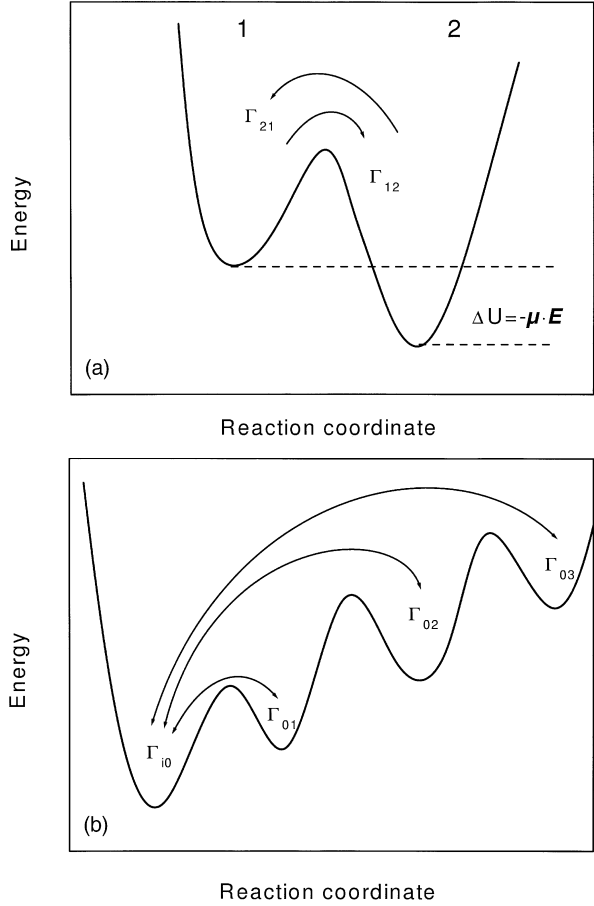 1 2
Γ21
Γ12
ΔU=-μ·E
(a)
Energy
Reaction coordinate
Γ03
Γ02
Γ01
Γi0
(b)
Energy
Reaction coordinate